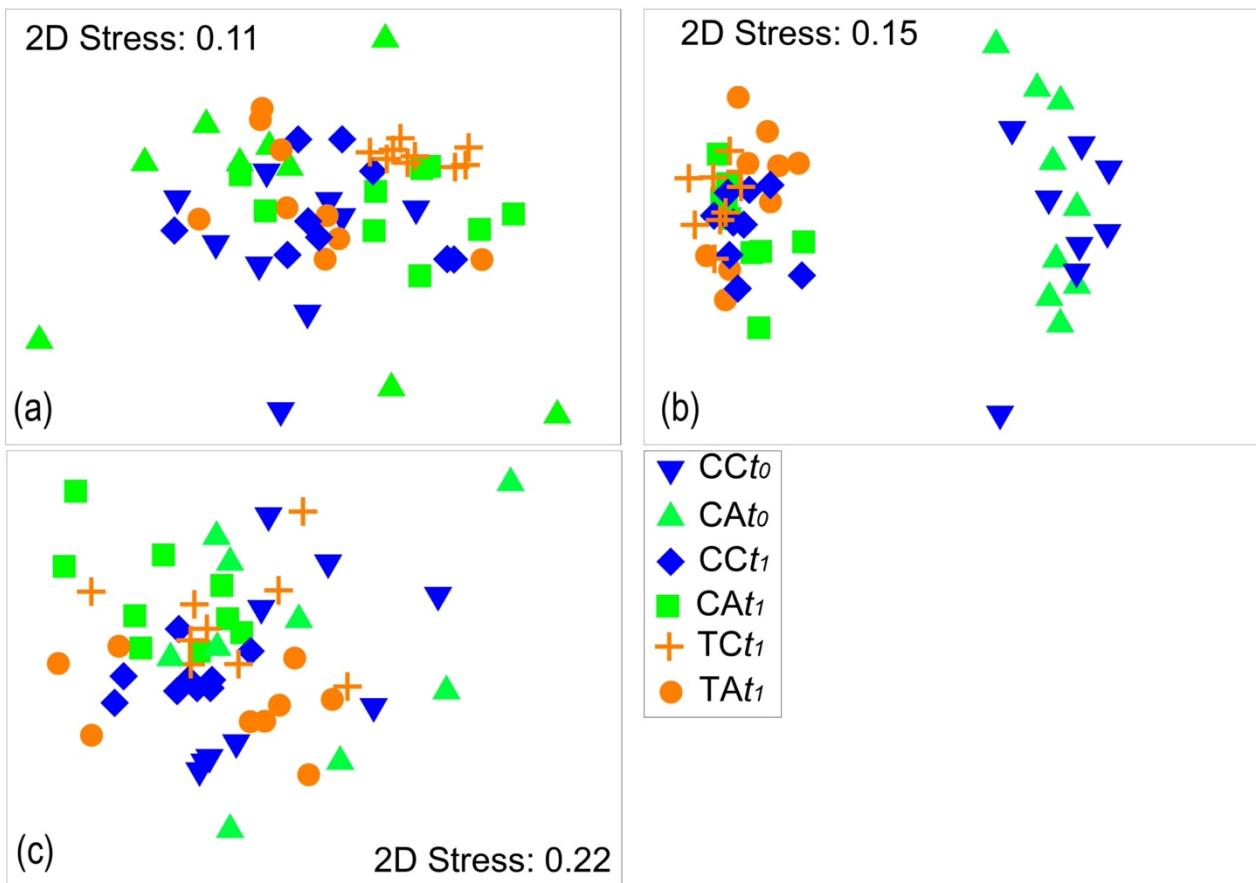 2D Stress: 0.11
(a)
2D Stress: 0.15
(b)
2D Stress: 0.22
(c)
CCt0
CAt0
CCt1
CAt1
TCt1
TAt1